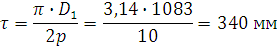 τ = π · D₁ / 2p = 3,14 · 1083 / 10 = 340 мм